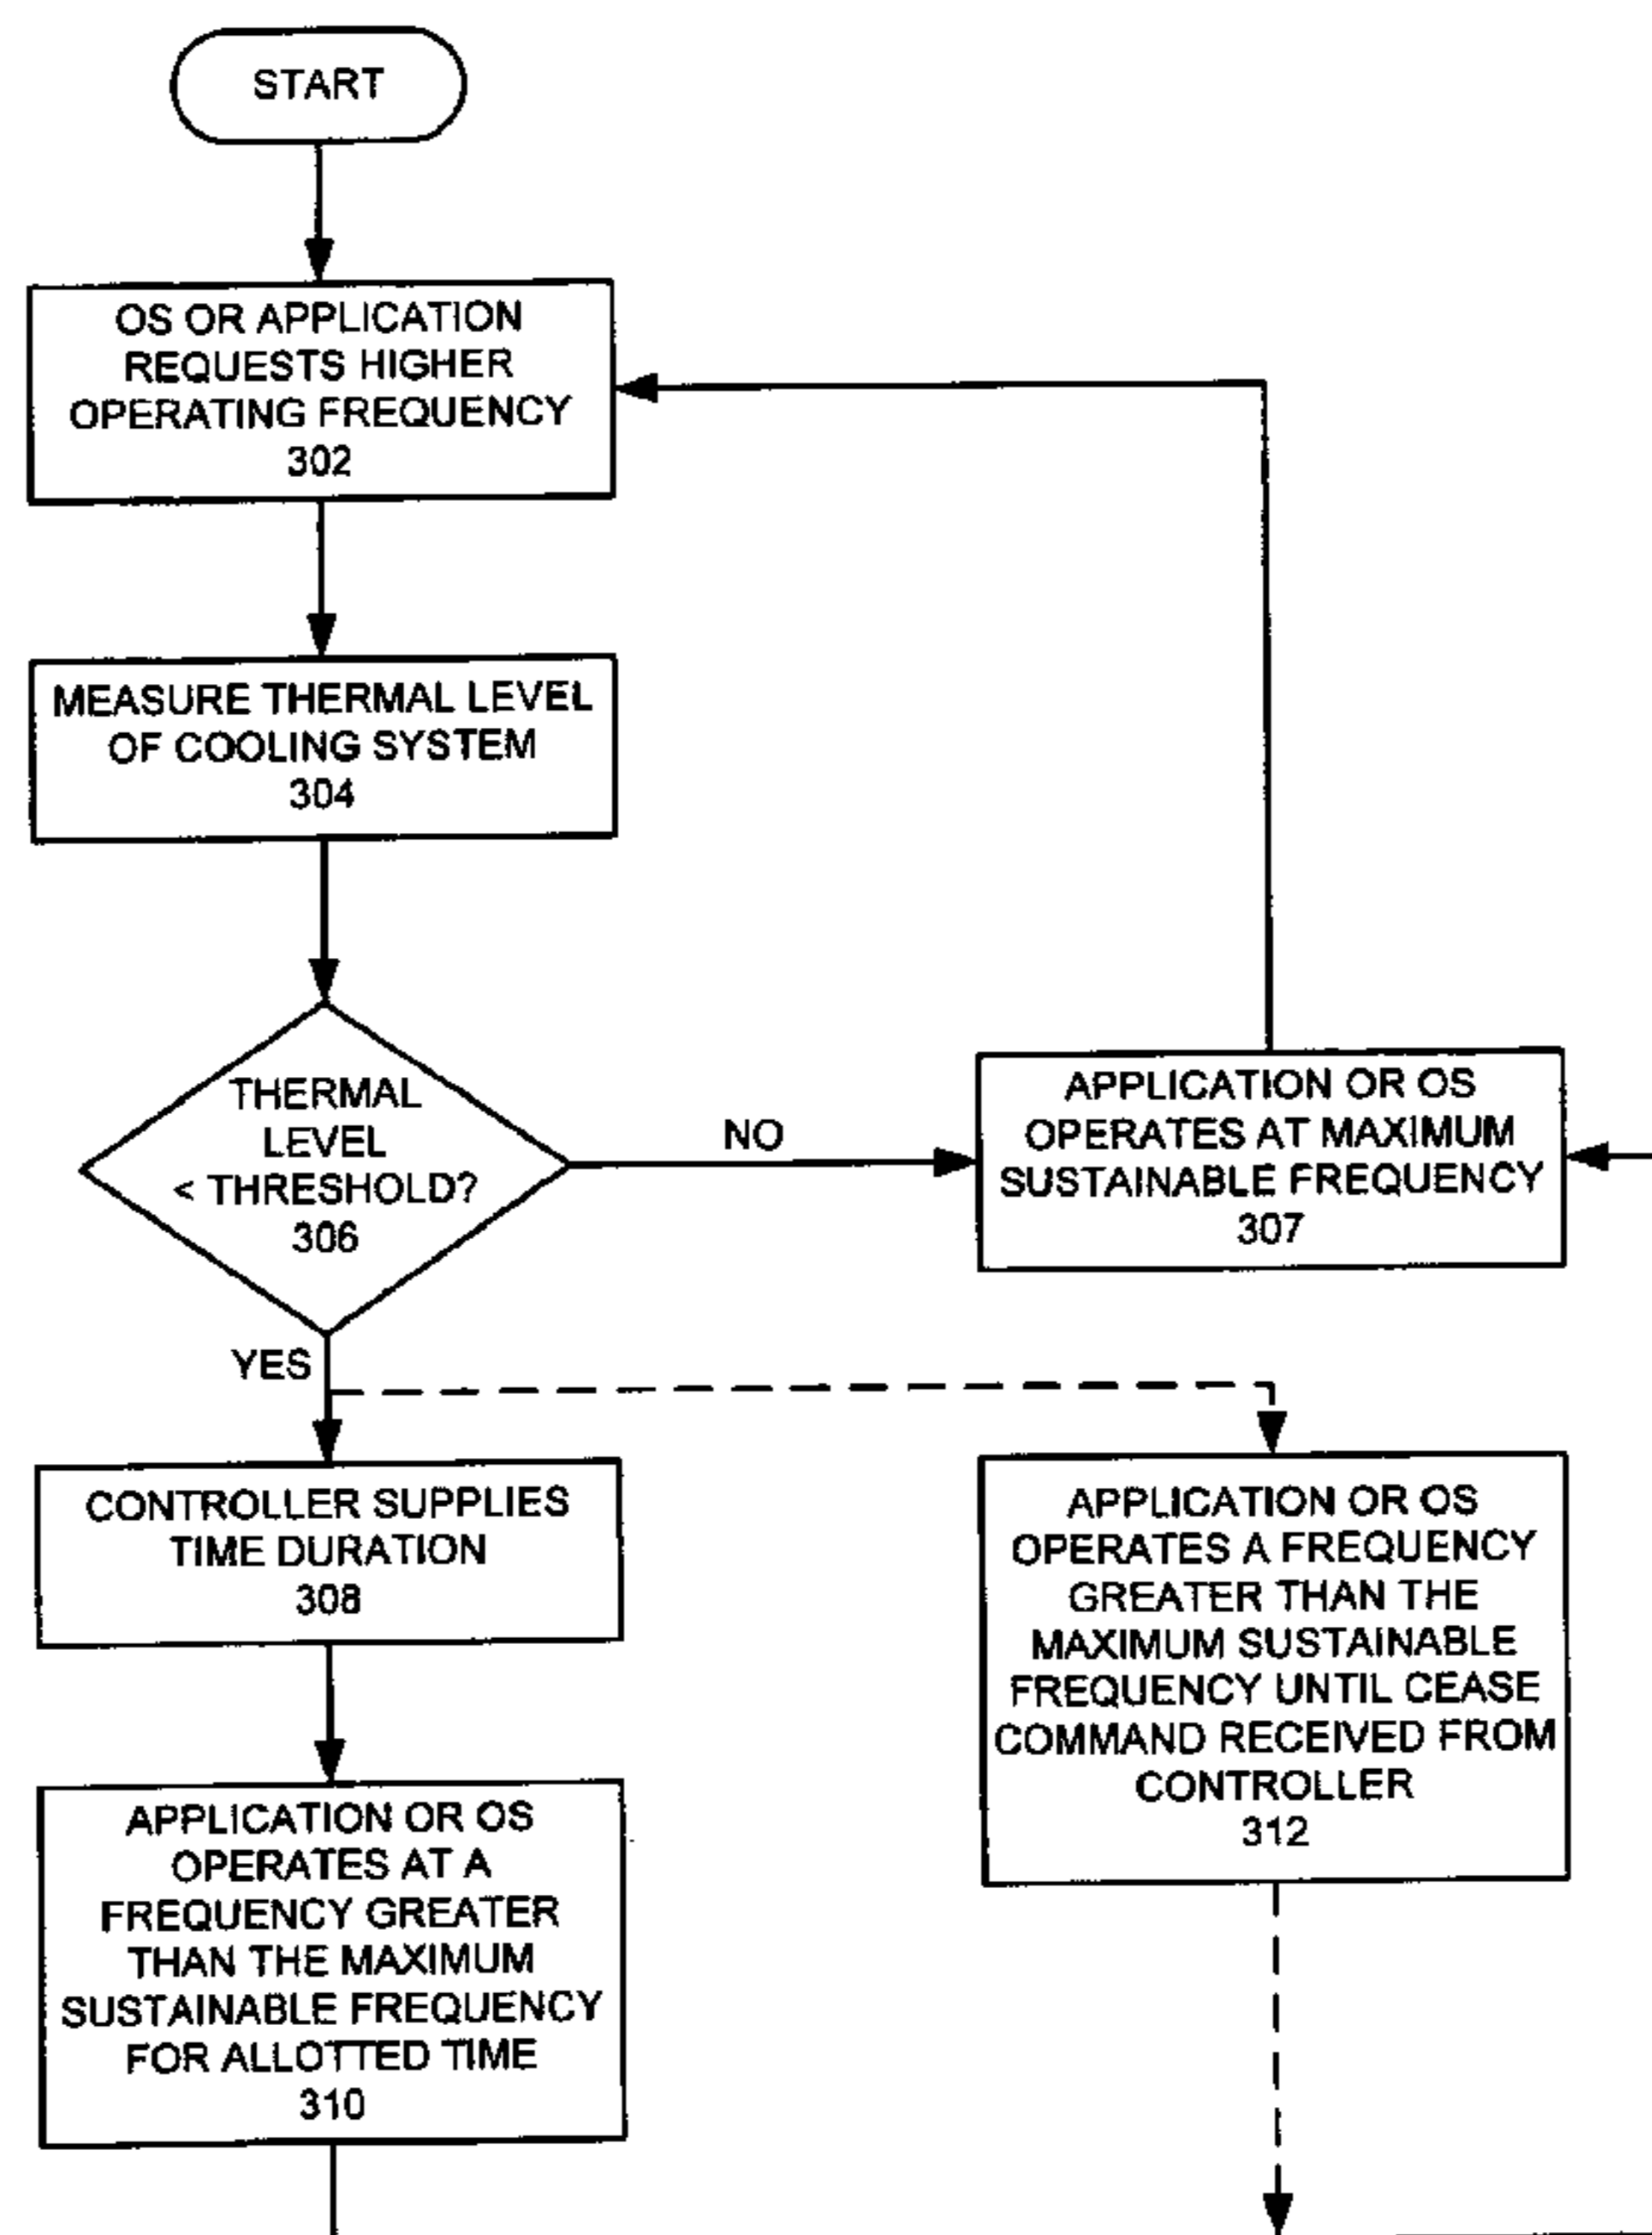 START
OS OR APPLICATION
REQUESTS HIGHER
OPERATING FREQUENCY
302
MEASURE THERMAL LEVEL
OF COOLING SYSTEM
304
THERMAL
LEVEL
< THRESHOLD?
306
NO
APPLICATION OR OS
OPERATES AT MAXIMUM
SUSTAINABLE FREQUENCY
307
YES
CONTROLLER SUPPLIES
TIME DURATION
308
APPLICATION OR OS
OPERATES A FREQUENCY
GREATER THAN THE
MAXIMUM SUSTAINABLE
FREQUENCY UNTIL CEASE
COMMAND RECEIVED FROM
CONTROLLER
312
APPLICATION OR OS
OPERATES AT A
FREQUENCY GREATER
THAN THE MAXIMUM
SUSTAINABLE FREQUENCY
FOR ALLOTTED TIME
310